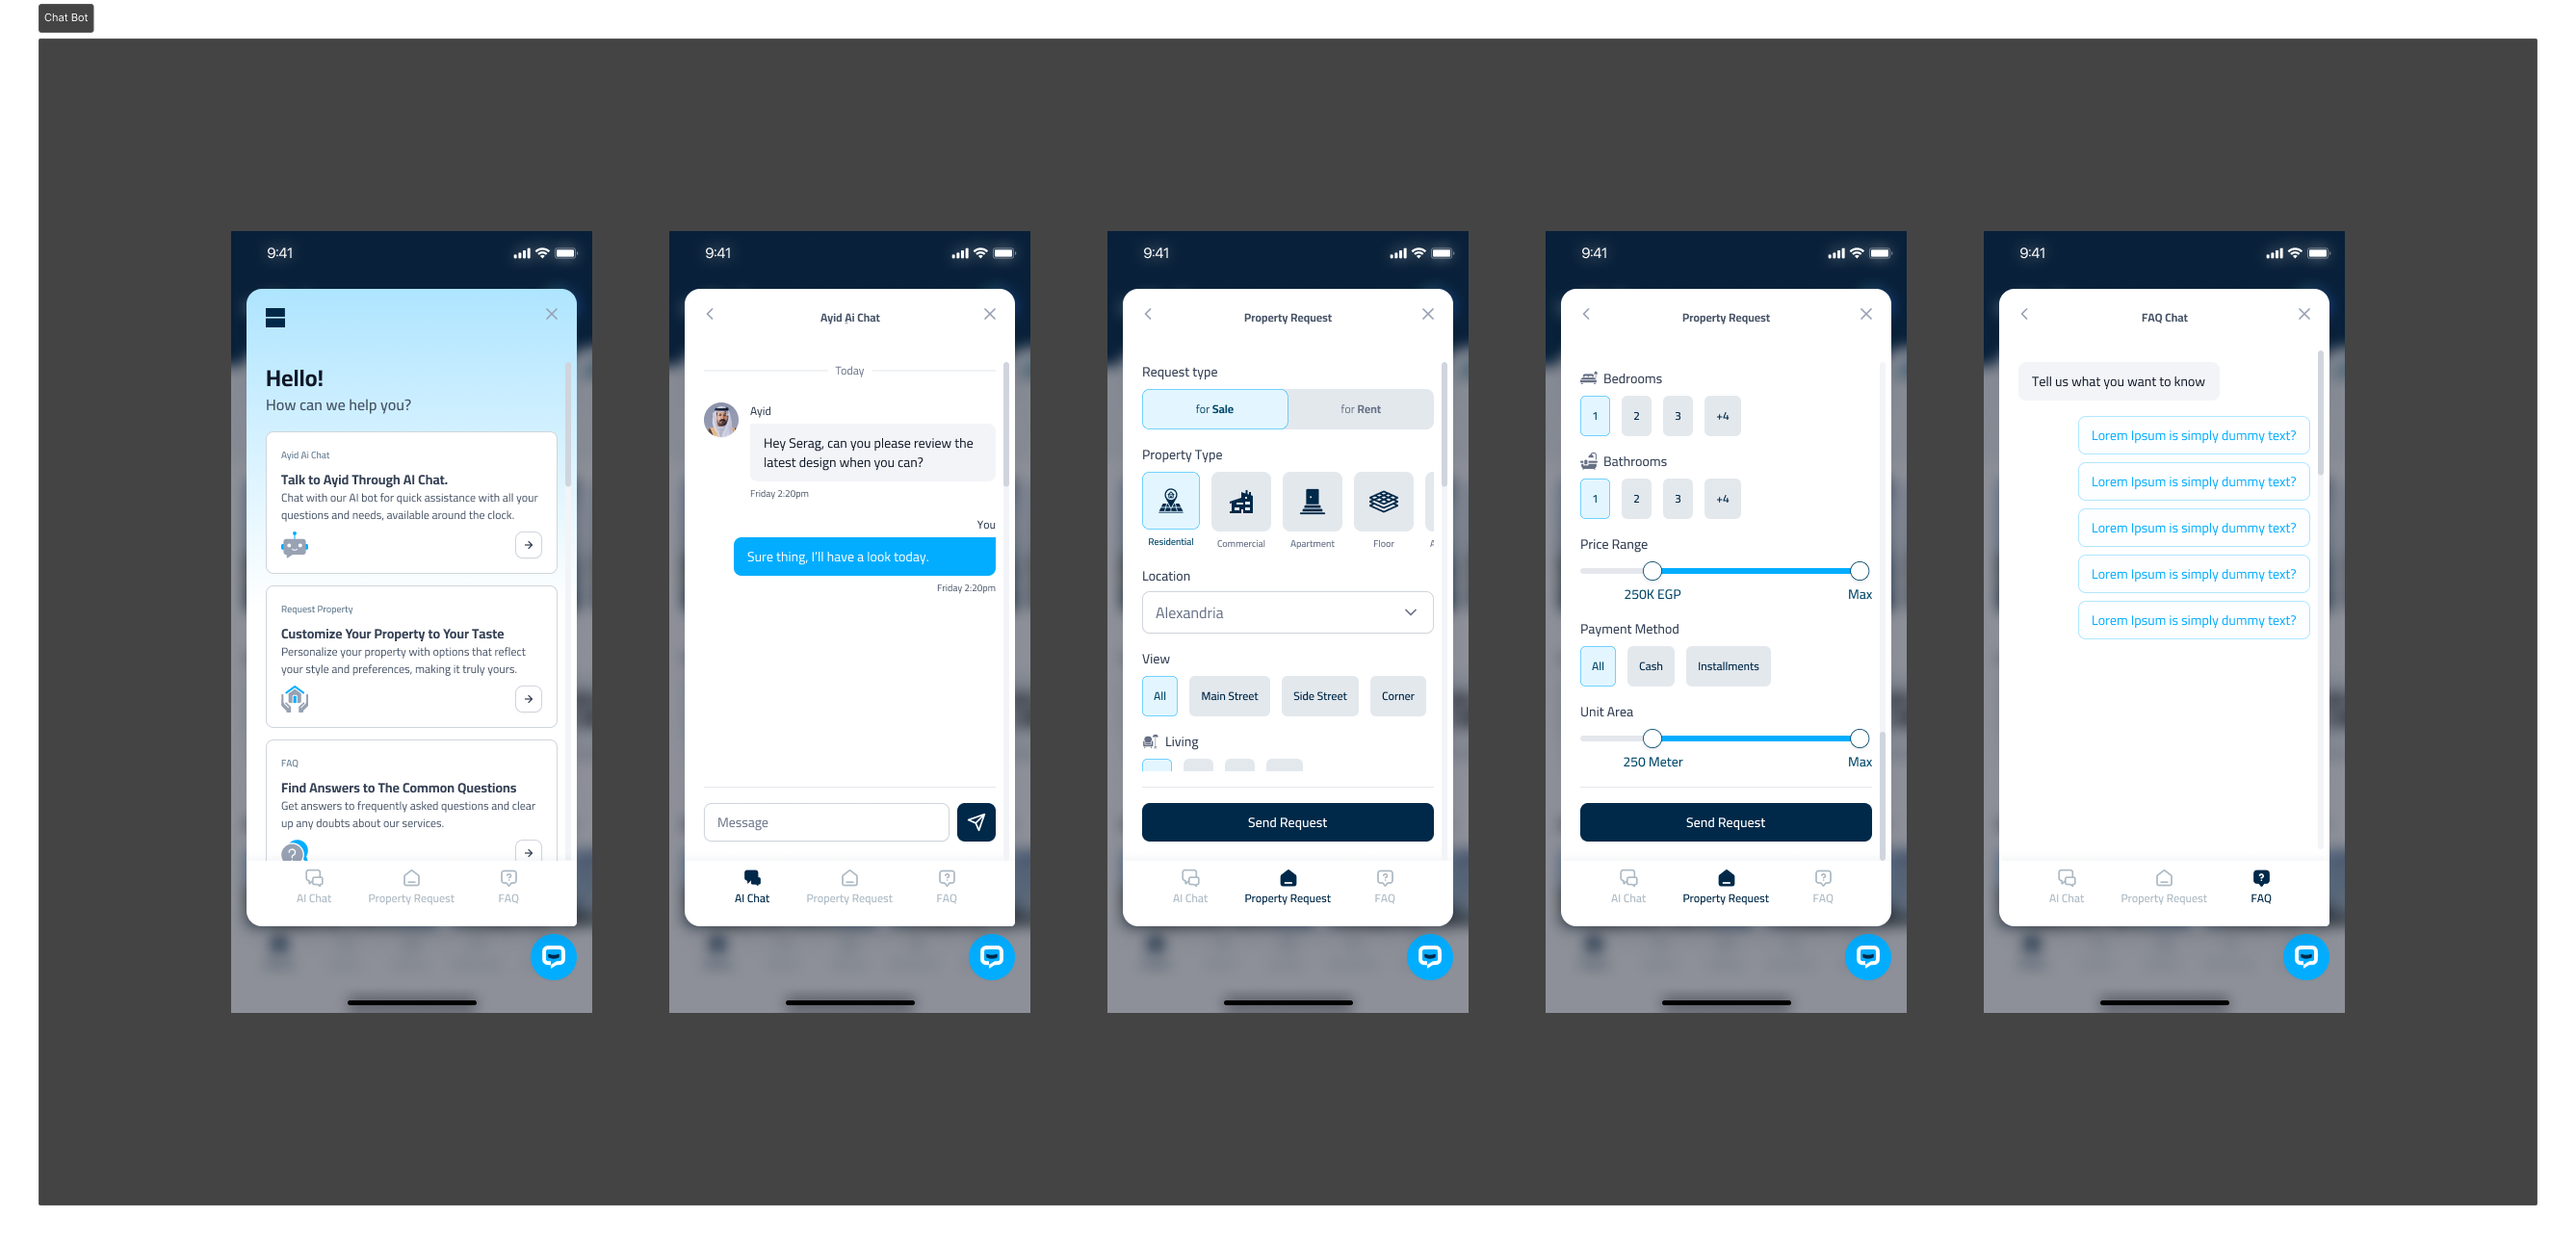 Chat Bot
9:41
Hello!
How can we help you?
Ayid Ai Chat
Talk to Ayid Through AI Chat.
Chat with our AI bot for quick assistance with all your
questions and needs, available around the clock.
Request Property
Customize Your Property to Your Taste
Personalize your property with options that reflect
your style and preferences, making it truly yours.
FAQ
Find Answers to The Common Questions
Get answers to frequently asked questions and clear
up any doubts about our services.
?
AI Chat
Property Request
FAQ
9:41
Ayid Ai Chat
Today
Ayid
Hey Serag, can you please review the
latest design when you can?
Friday 2:20pm
You
Sure thing, I'll have a look today.
Friday 2:20pm
Message
AI Chat
Property Request
FAQ
9:41
Property Request
Request type
for Sale
for Rent
Property Type
Residential
Commercial
Apartment
Floor
Location
Alexandria
View
All
Main Street
Side Street
Corner
Living
Send Request
AI Chat
Property Request
FAQ
9:41
Property Request
Bedrooms
1
2
3
+4
Bathrooms
1
2
3
+4
Price Range
250K EGP
Max
Payment Method
All
Cash
Installments
Unit Area
250 Meter
Max
Send Request
AI Chat
Property Request
FAQ
9:41
FAQ Chat
Tell us what you want to know
Lorem Ipsum is simply dummy text?
Lorem Ipsum is simply dummy text?
Lorem Ipsum is simply dummy text?
Lorem Ipsum is simply dummy text?
Lorem Ipsum is simply dummy text?
AI Chat
Property Request
FAQ